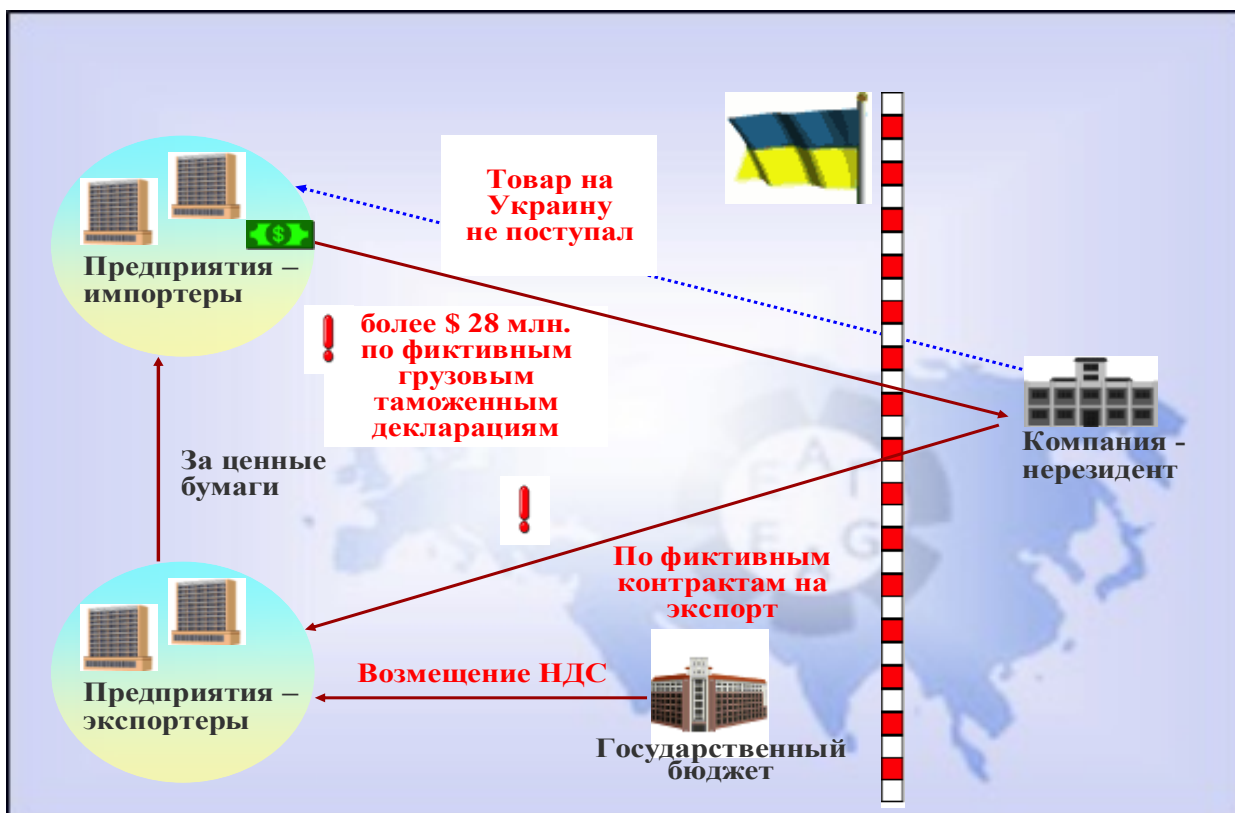 Товар на
Украину
не поступал
Предприятия –
импортеры
более $ 28 млн.
по фиктивным
грузовым
таможенным
декларациям
Компания -
нерезидент
За ценные
бумаги
По фиктивным
контрактам на
экспорт
Возмещение НДС
Предприятия –
экспортеры
Государственный
бюджет
E A I G